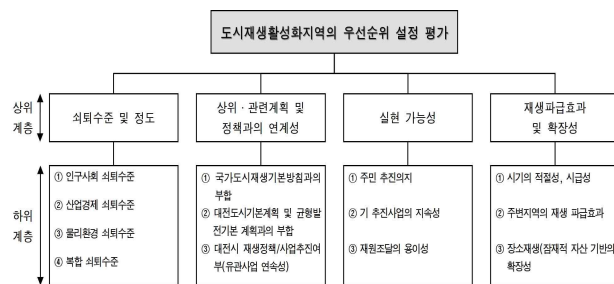 도시재생활성화지역의 우선순위 설정 평가
상위
계층
쇠퇴수준 및 정도
상위 · 관련계획 및
정책과의 연계성
실현 가능성
재생파급효과
및 확장성
하위
계층
① 인구사회 쇠퇴수준
② 산업경제 쇠퇴수준
③ 물리환경 쇠퇴수준
④ 복합 쇠퇴수준
① 국가도시재생기본방침과의
부합
② 대전도시기본계획 및 균형발
전기본 계획과의 부합
③ 대전시 재생정책/사업추진여
부(유관사업 연속성)
① 주민 추진의지
② 기 추진사업의 지속성
③ 재원조달의 용이성
① 시기의 적절성, 시급성
② 주변지역의 재생 파급효과
③ 장소재생(잠재적 자산 기반의
확장성